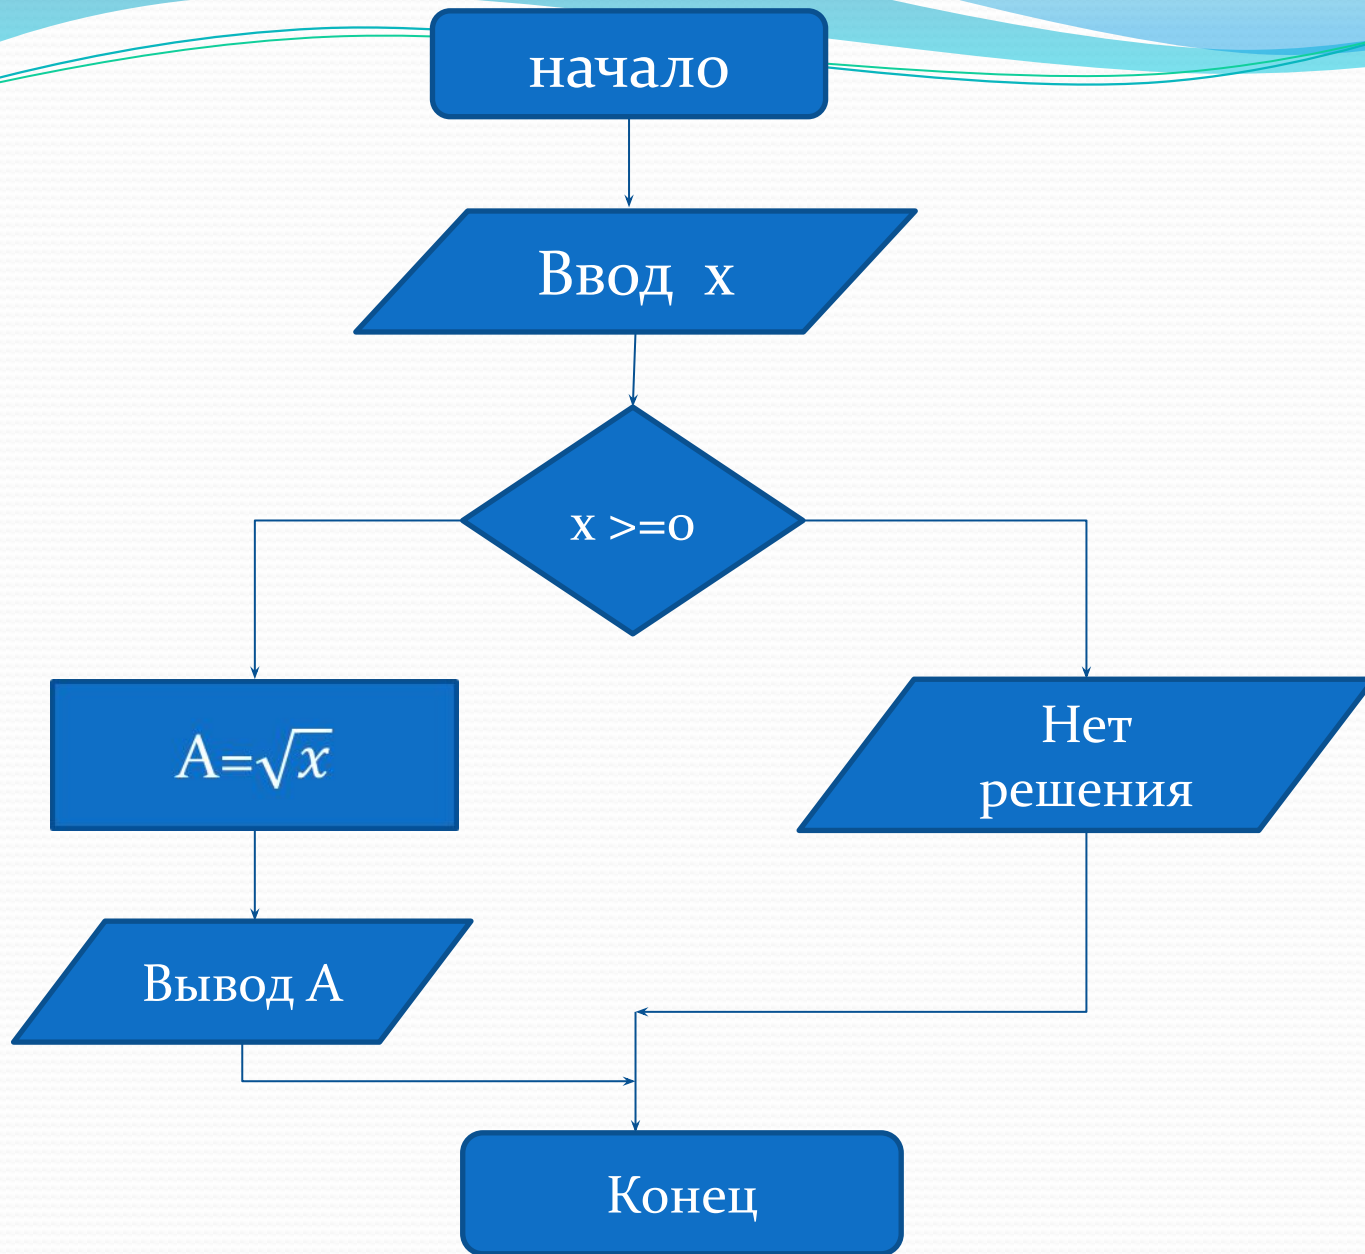 начало
Ввод х
х >=0
A=√x
Нет
решения
Вывод А
Конец